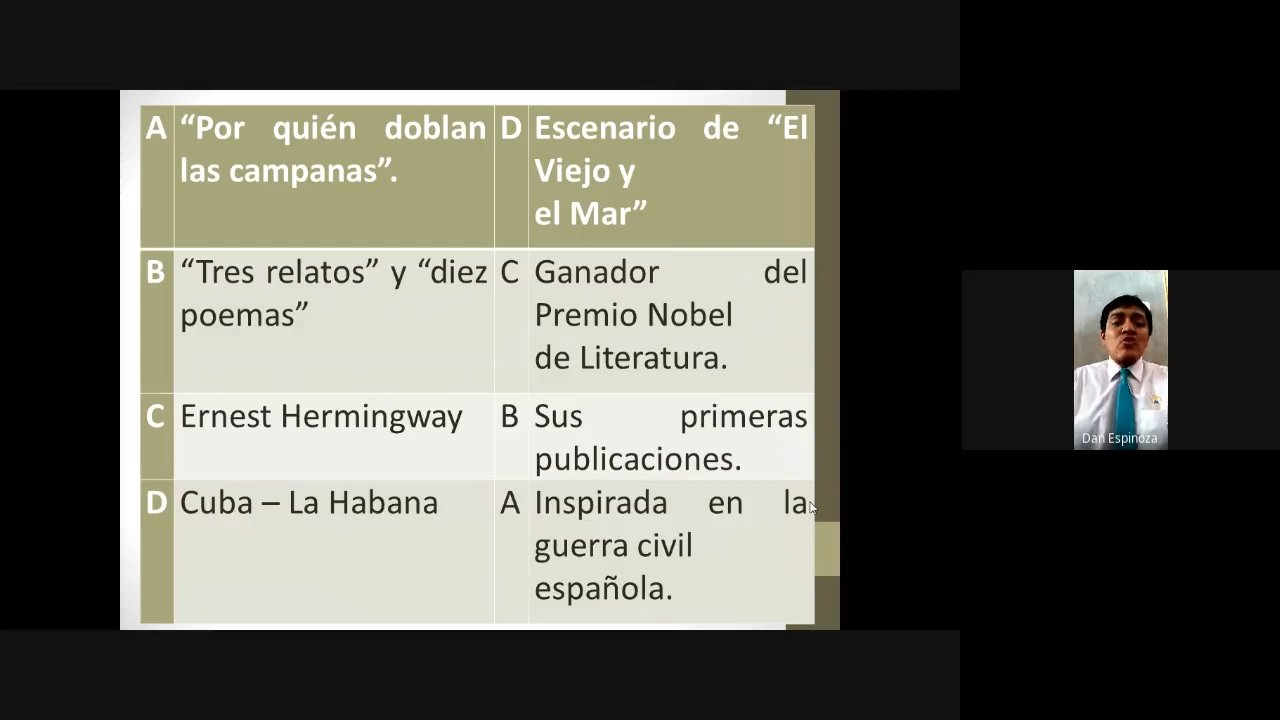 A “Por quién doblan D Escenario de “El
las campanas”. Viejo y
el Mar”
B “Tres relatos” y “diez C Ganador del
poemas” Premio Nobel
de Literatura.
C Ernest Hermingway B Sus primeras
publicaciones.
D Cuba – La Habana A Inspirada en la
guerra civil
española.
Dan Espinoza